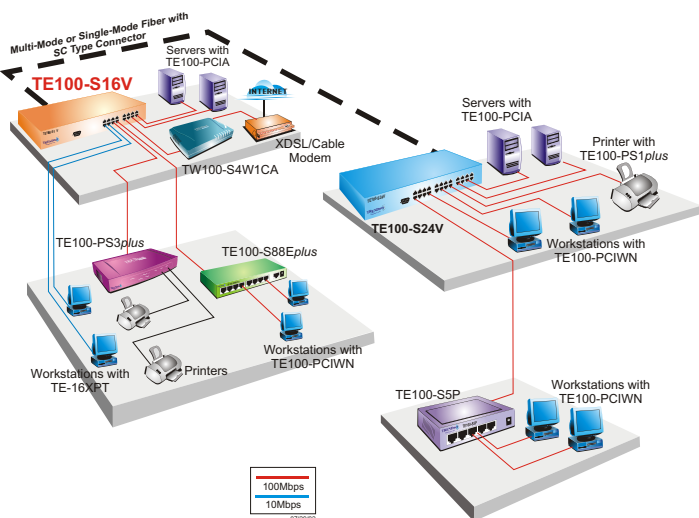 Multi-Mode or Single-Mode Fiber with
SC Type Connector
TE100-S16V
Servers with
TE100-PCIA
INTERNET
TW100-S4W1CA
XDSL/Cable
Modem
Servers with
TE100-PCIA
Printer with
TE100-PS1plus
TE100-S24V
Workstations with
TE100-PCIWN
TE100-PS3plus
TE100-S88Eplus
Workstations with
TE-16XPT
Printers
Workstations with
TE100-PCIWN
TE100-S5P
Workstations with
TE100-PCIWN
100Mbps
10Mbps